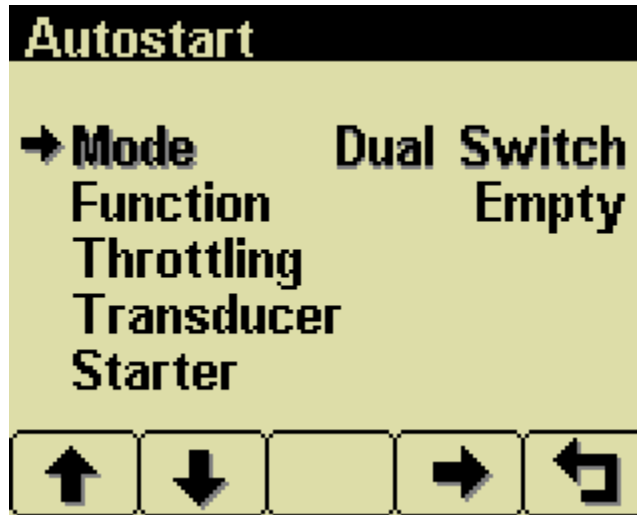 Autostart
Mode Dual Switch
Function Empty
Throttling
Transducer
Starter